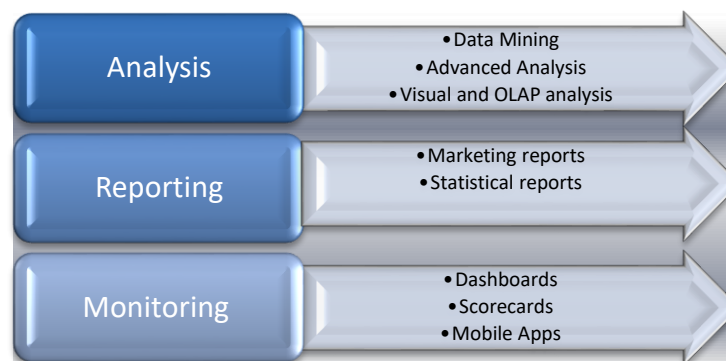 Analysis
•Data Mining
•Advanced Analysis
•Visual and OLAP analysis
Reporting
•Marketing reports
•Statistical reports
Monitoring
•Dashboards
•Scorecards
•Mobile Apps